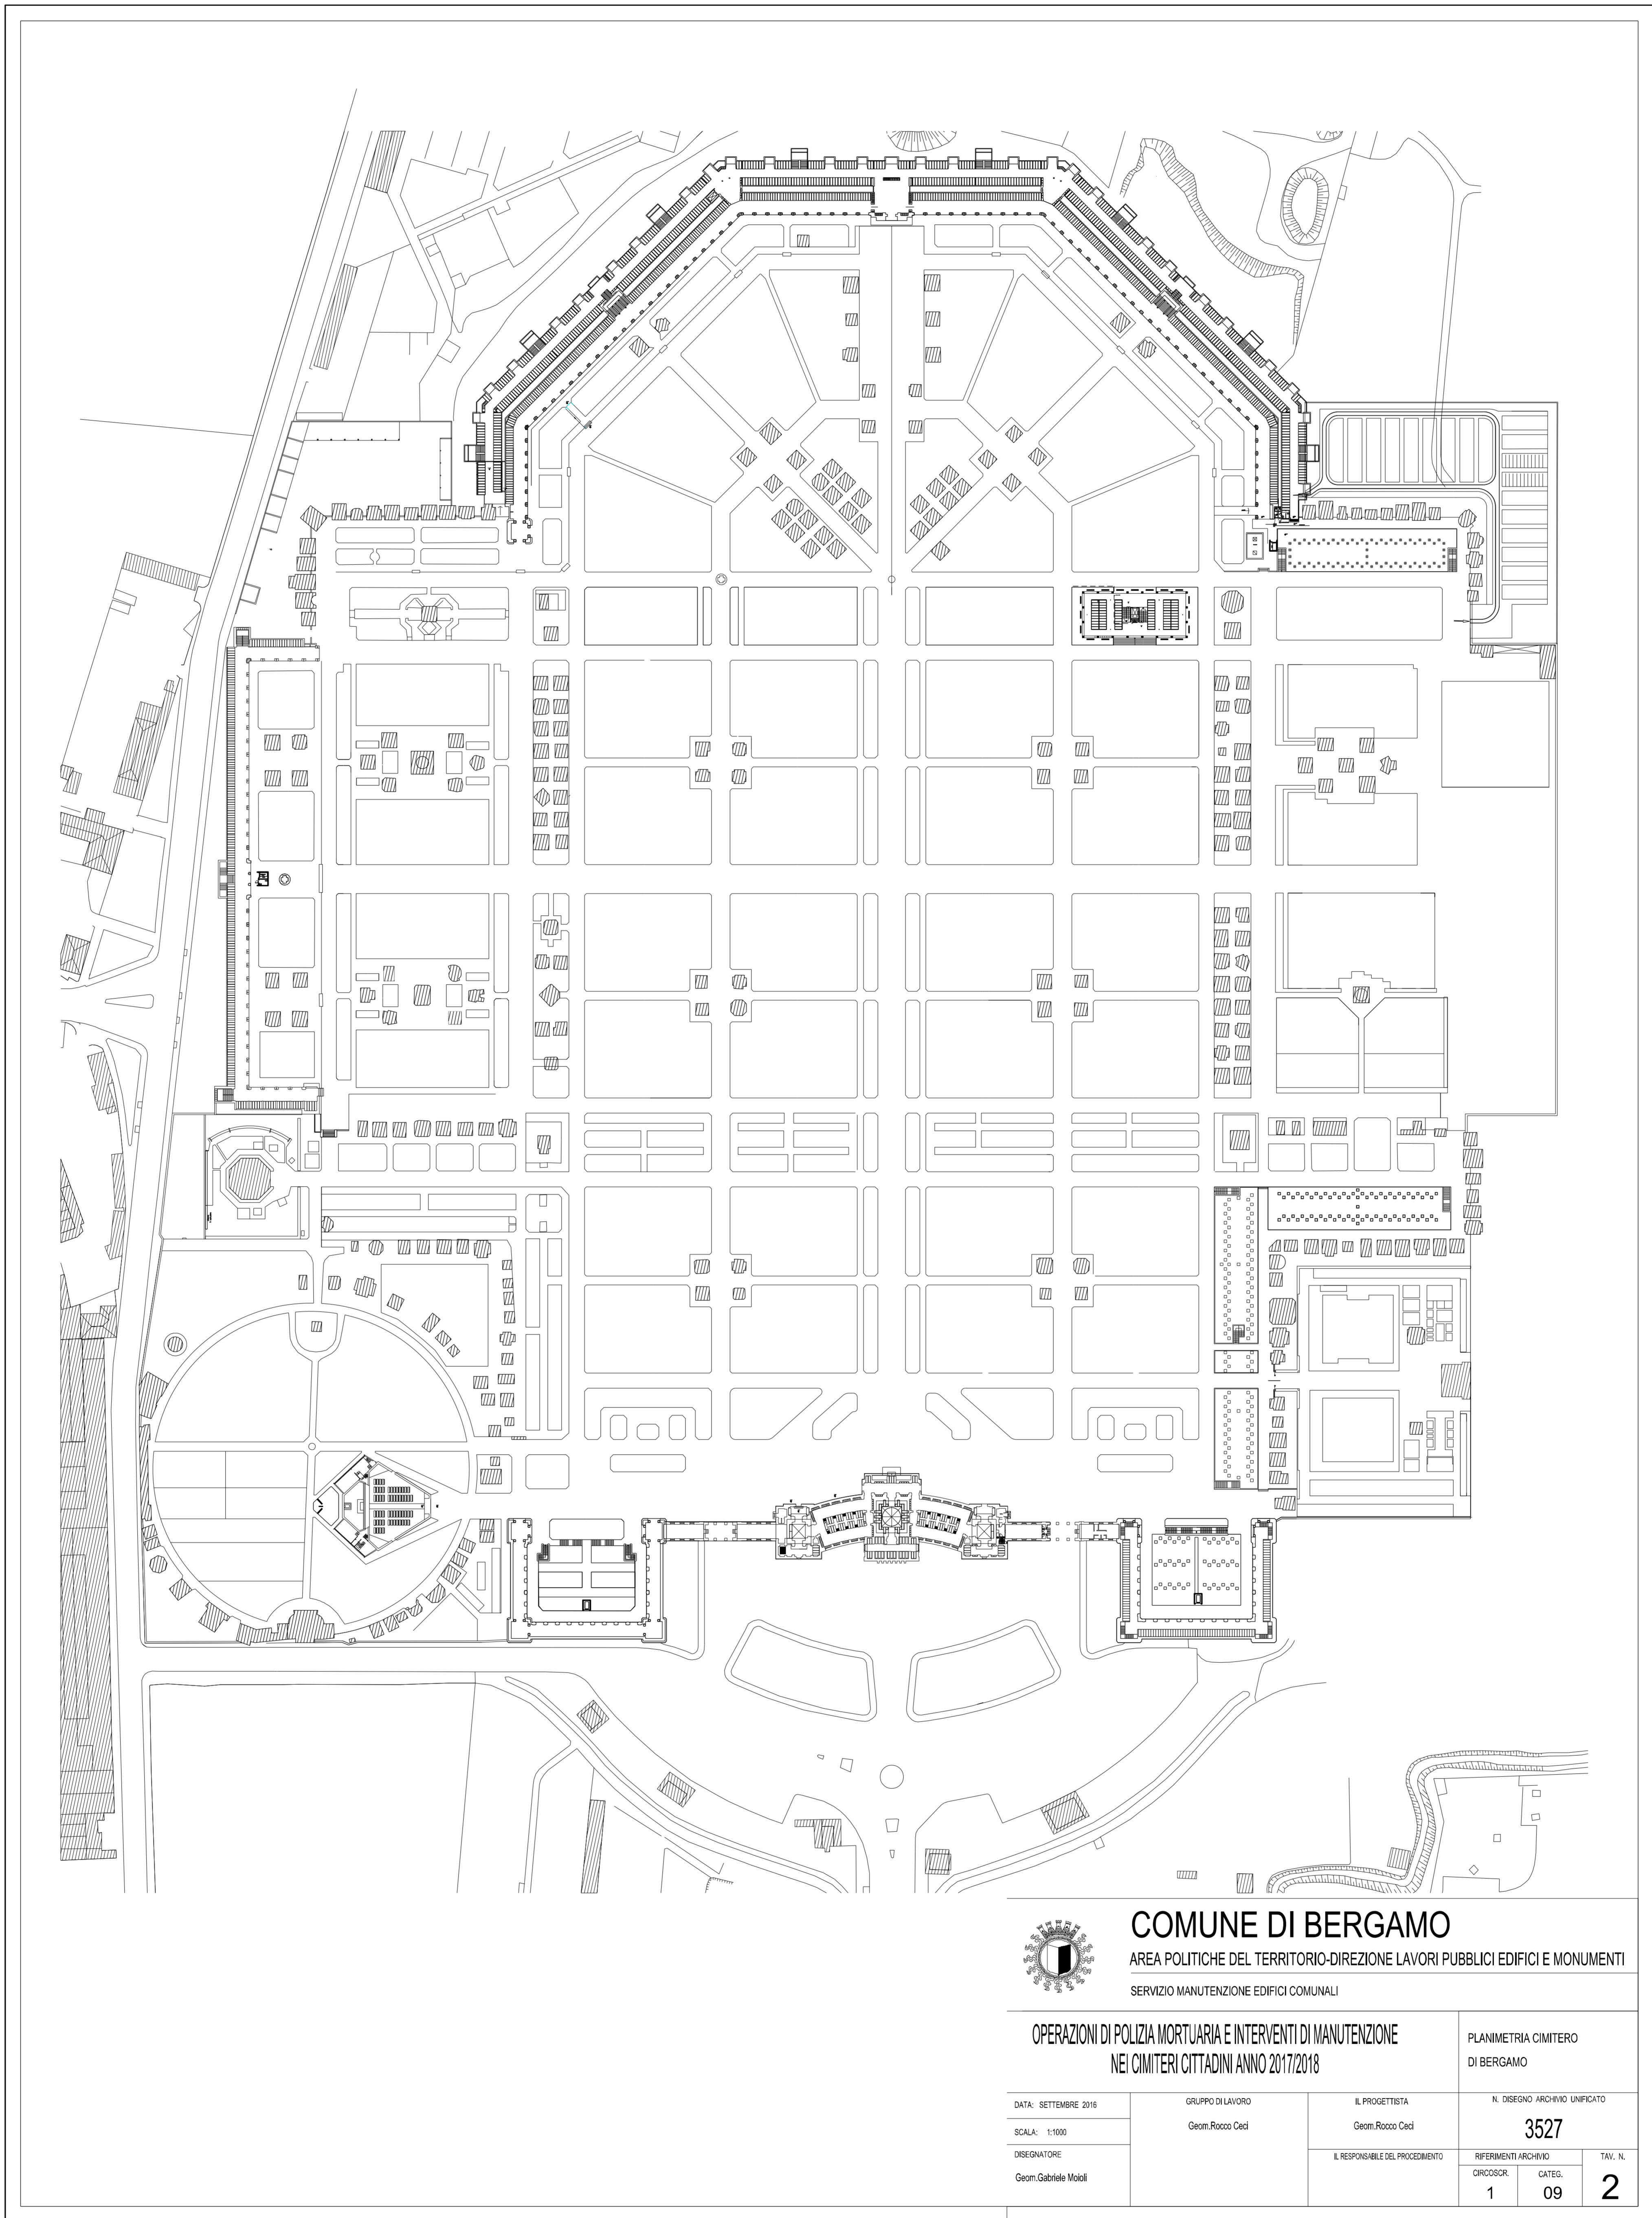 COMUNE DI BERGAMO
AREA POLITICHE DEL TERRITORIO-DIREZIONE LAVORI PUBBLICI EDIFICI E MONUMENTI
SERVIZIO MANUTENZIONE EDIFICI COMUNALI
OPERAZIONI DI POLIZIA MORTUARIA E INTERVENTI DI MANUTENZIONE
NEI CIMITERI CITTADINI ANNO 2017/2018
PLANIMETRIA CIMITERO
DI BERGAMO
DATA: SETTEMBRE 2016
SCALA: 1:1000
DISEGNATORE
Geom.Gabriele Moioli
GRUPPO DI LAVORO
Geom.Rocco Ceci
IL PROGETTISTA
Geom.Rocco Ceci
IL RESPONSABILE DEL PROCEDIMENTO
N. DISEGNO ARCHIVIO UNIFICATO
3527
RIFERIMENTI ARCHIVIO
CIRCOSCR.
1
CATEG.
09
TAV. N.
2